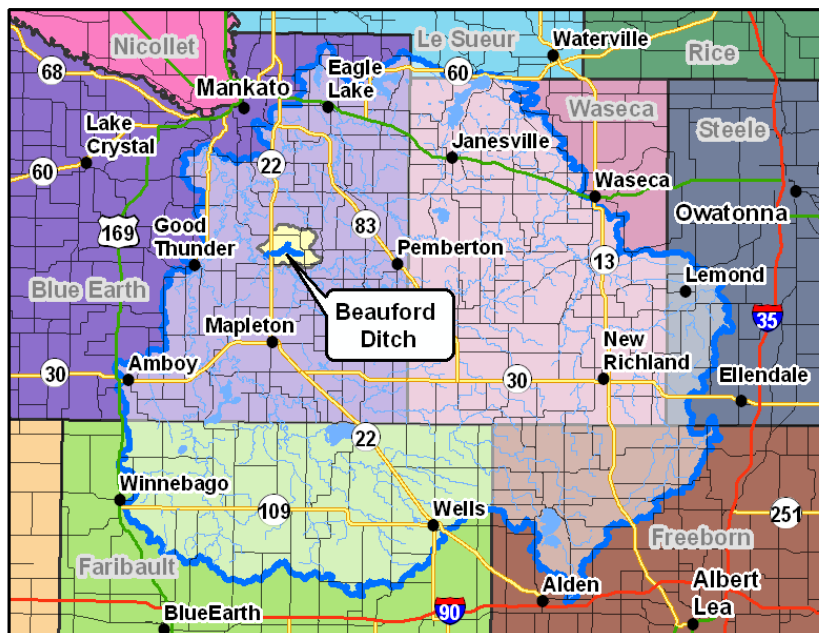 Nicollet
Le Sueur
Waterville
Rice
68
Mankato
Eagle
Lake
60
Waseca
Steele
Lake
Crystal
Janesville
60
22
Waseca
169
Good
Thunder
83
Pemberton
Owatonna
13
Lemond
Blue Earth
Beauford
Ditch
35
Mapleton
New
Richland
30
Amboy
30
Ellendale
22
Winnebago
109
Wells
251
Freeborn
Faribault
BlueEarth
90
Alden
Albert
Lea